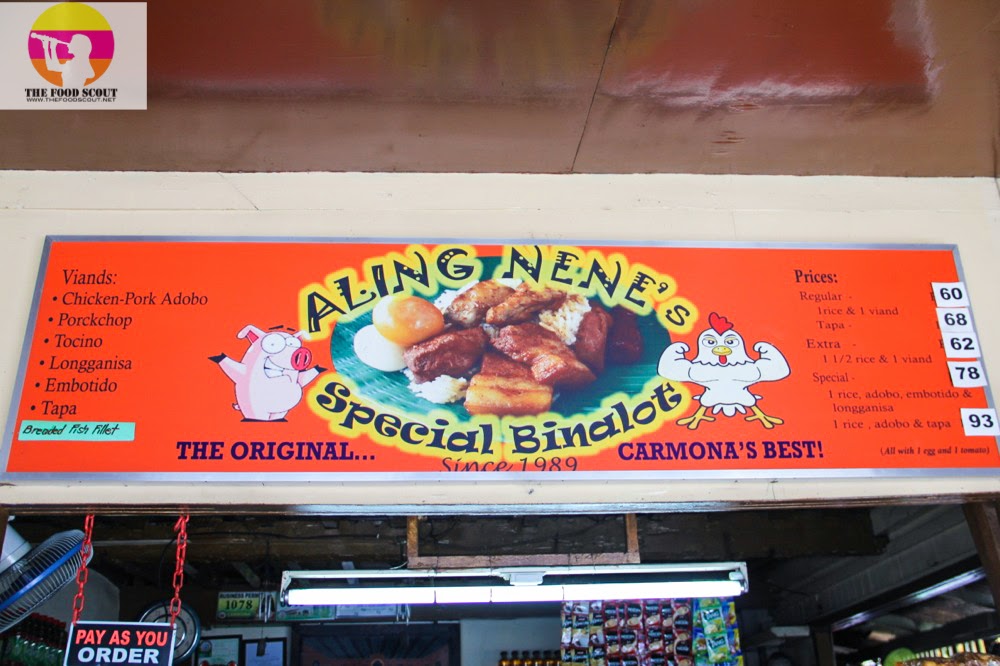 THE FOOD SCOUT
WWW.THEFOODSCOUT.NET
ALING NENE'S
Special Binalot
Since 1989
Viands:
• Chicken-Pork Adobo
• Porckchop
• Tocino
• Longganisa
• Embotido
• Tapa
Breaded Fish Fillet
THE ORIGINAL...
CARMONA'S BEST!
Prices:
Regular - 60
1rice & 1 viand
Tapa - 68
Extra - 62
1 1/2 rice & 1 viand
Special - 78
1 rice, adobo, embotido &
longganisa
1 rice , adobo & tapa 93
(All with 1 egg and 1 tomato)
BUSINESS PERM
1078
PAY AS YOU
ORDER